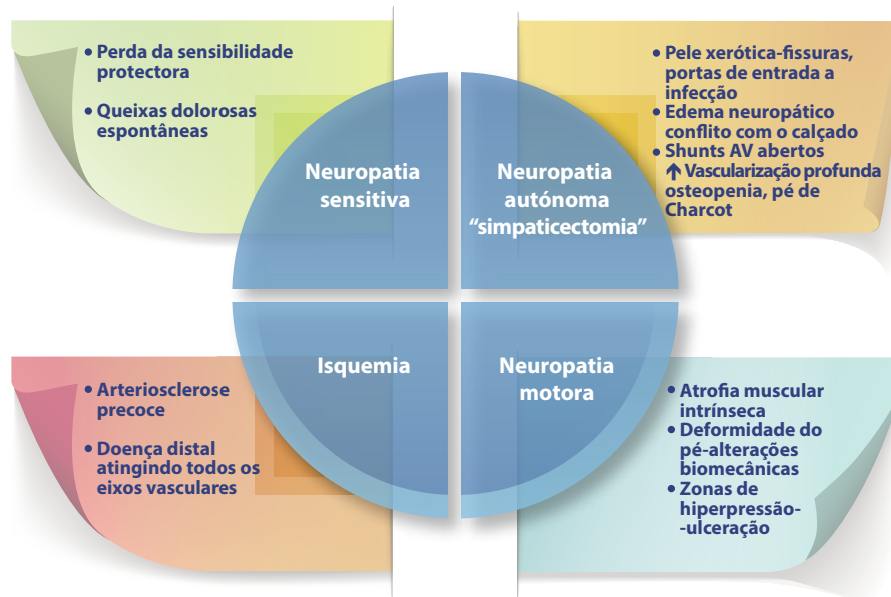 • Perda da sensibilidade
protectora
• Queixas dolorosas
espontâneas
Neuropatia
sensitiva
• Pele xerótica-fissuras,
portas de entrada a
infecção
• Edema neuropático
conflito com o calçado
• Shunts AV abertos
↑ Vascularização profunda
osteopenia, pé de
Charcot
Neuropatia
autónoma
“simpaticectomia”
Isquemia
• Arteriosclerose
precoce
• Doença distal
atingindo todos os
eixos vasculares
Neuropatia
motora
• Atrofia muscular
intrínseca
• Deformidade do
pé-alterações
biomecânicas
• Zonas de
hiperpressão-
-ulceração